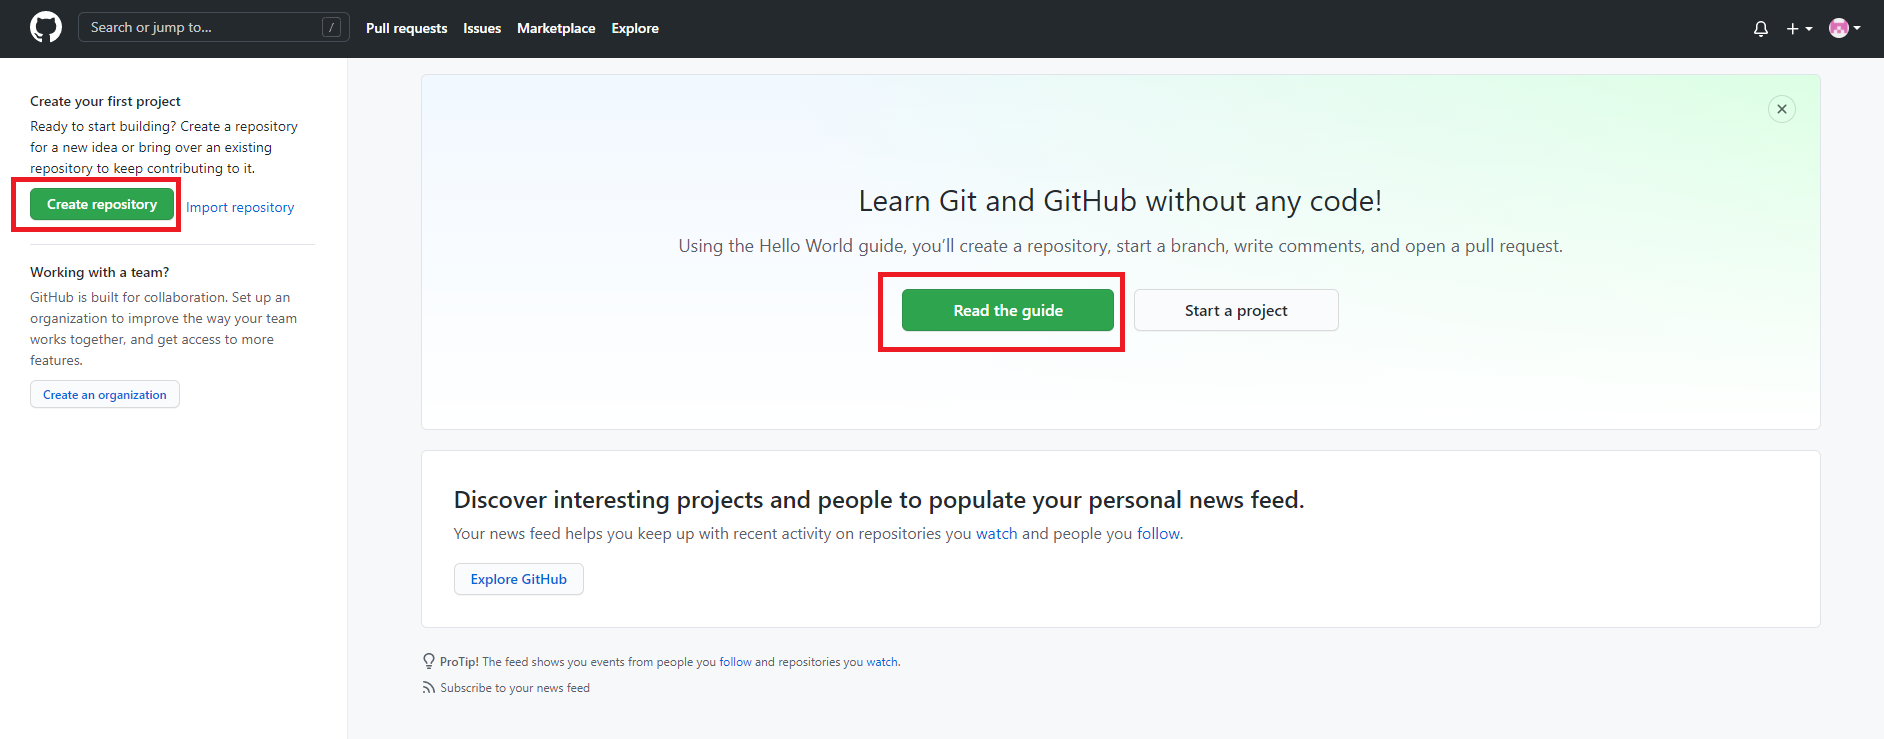 Search or jump to... /
Pull requests Issues Marketplace Explore
Create your first project
Ready to start building? Create a repository
for a new idea or bring over an existing
repository to keep contributing to it.
Create repository
Import repository
Working with a team?
GitHub is built for collaboration. Set up an
organization to improve the way your team
works together, and get access to more
features.
Create an organization
Learn Git and GitHub without any code!
Using the Hello World guide, you’ll create a repository, start a branch, write comments, and open a pull request.
Read the guide
Start a project
Discover interesting projects and people to populate your personal news feed.
Your news feed helps you keep up with recent activity on repositories you watch and people you follow.
Explore GitHub
ProTip! The feed shows you events from people you follow and repositories you watch.
Subscribe to your news feed